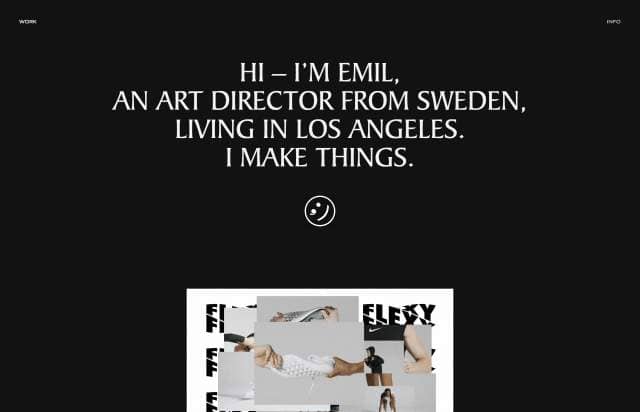 WORK
INFO
HI – I'M EMIL,
AN ART DIRECTOR FROM SWEDEN,
LIVING IN LOS ANGELES.
I MAKE THINGS.
FLEXY